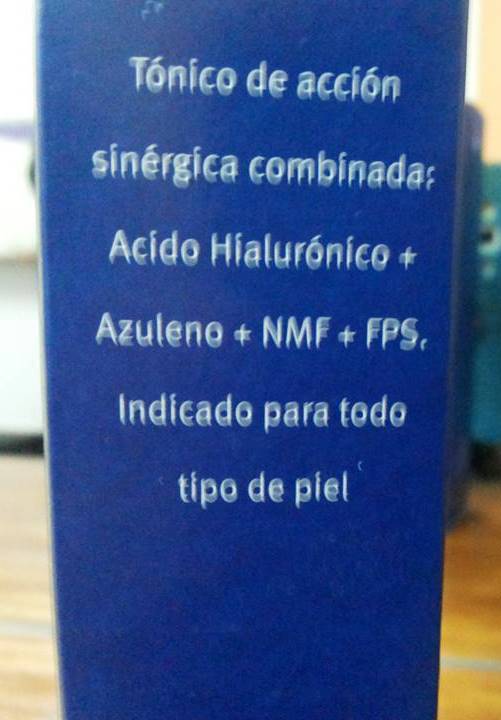 Tónico de acción
sinérgica combinada:
Acido Hialurónico +
Azuleno + NMF + FPS.
Indicado para todo
tipo de piel